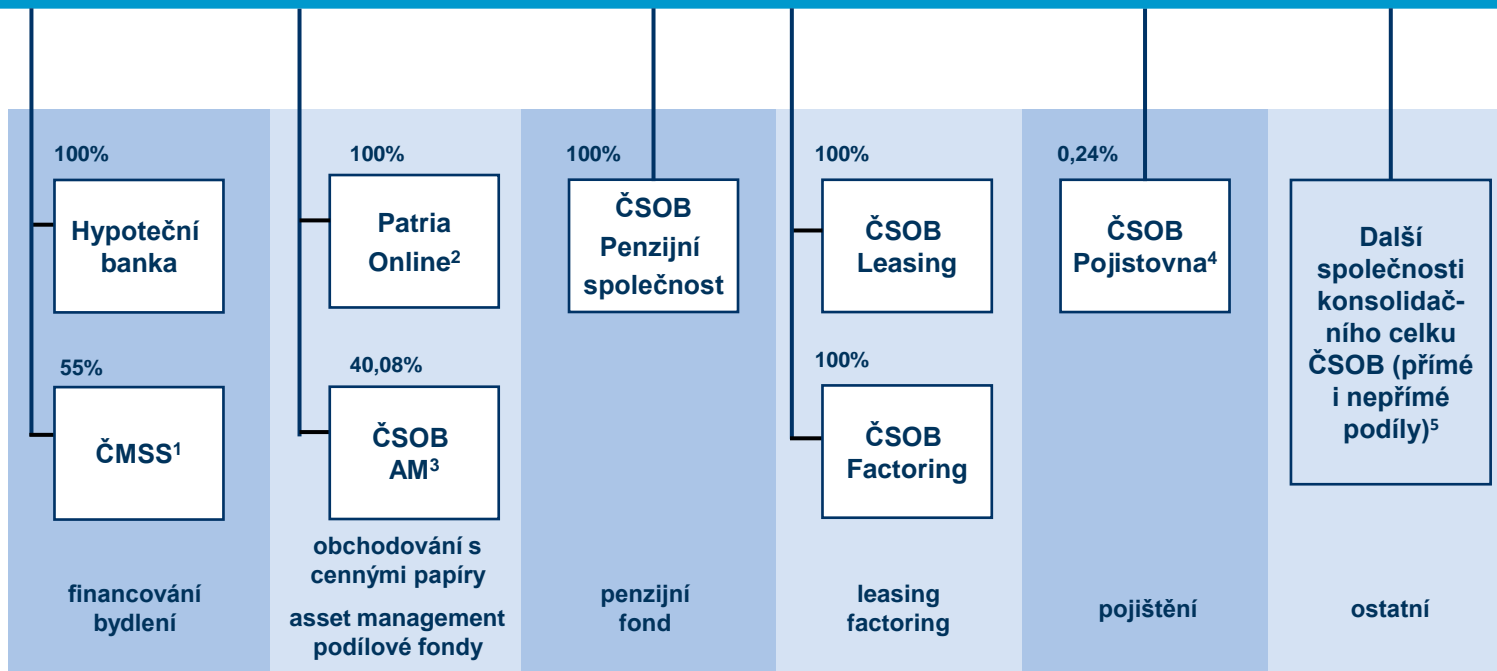 100%
Hypoteční
banka
55%
ČMSS¹
financování
bydlení
100%
Patria
Online²
40,08%
ČSOB
AM³
obchodování s
cennými papíry
asset management
podílové fondy
100%
ČSOB
Penzijní
společnost
penzijní
fond
100%
ČSOB
Leasing
100%
ČSOB
Factoring
leasing
factoring
0,24%
ČSOB
Pojistovna⁴
pojištění
Další
společnosti
konsolidač-
ního celku
ČSOB (přímé
i nepřímé
podíly)⁵
ostatní